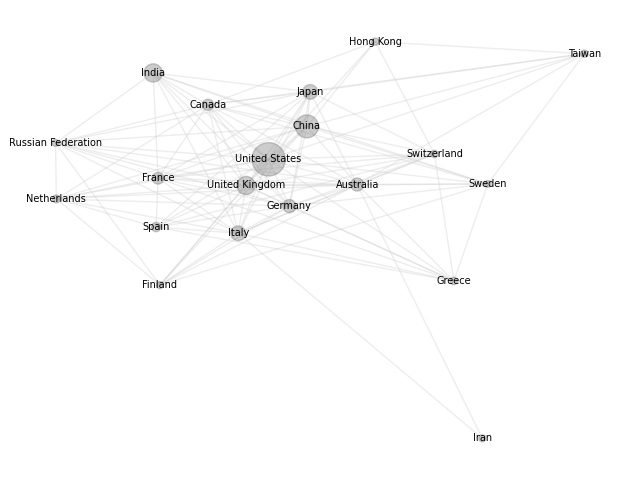 Hong Kong
Taiwan
India
Japan
Canada
China
Russian Federation
Switzerland
United States
France
United Kingdom
Australia
Sweden
Netherlands
Germany
Spain
Italy
Greece
Finland
Iran